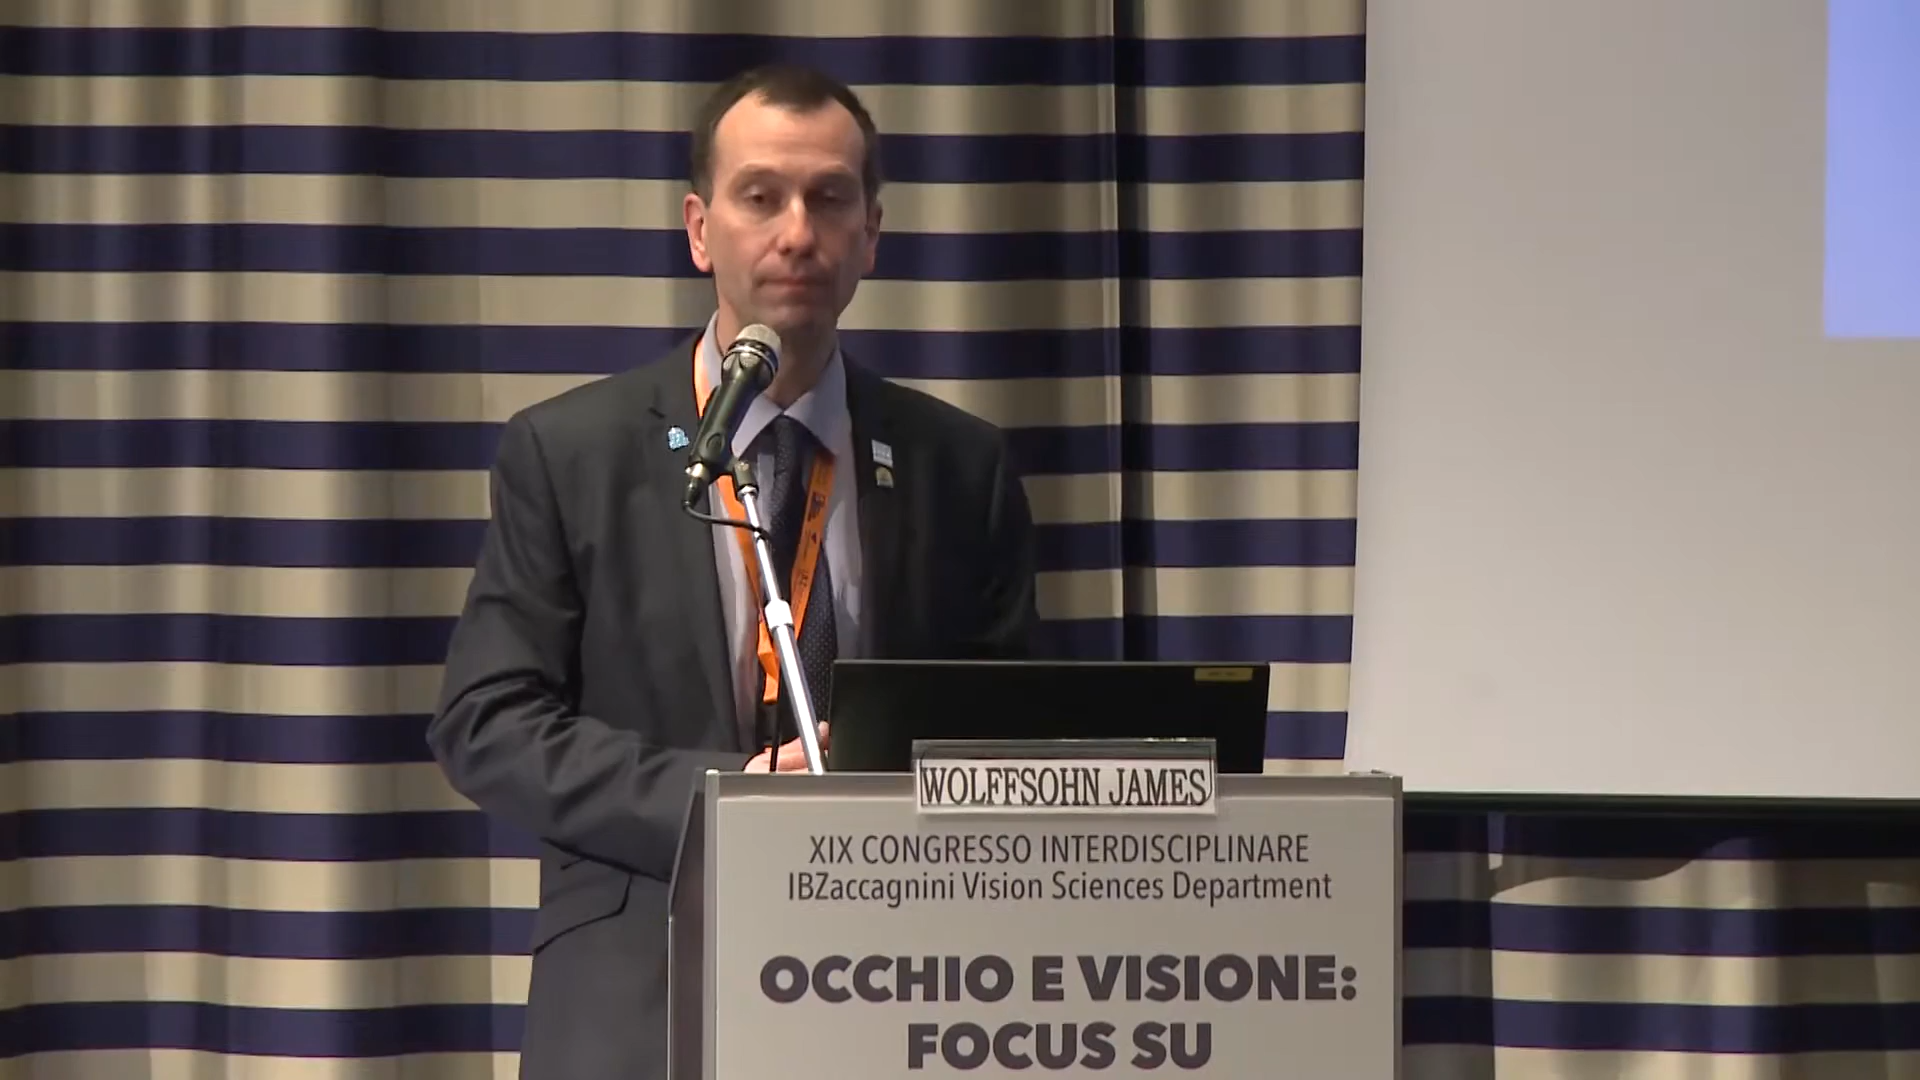 WOLFFSOHN JAMES
XIX CONGRESSO INTERDISCIPLINARE
IBZaccagnini Vision Sciences Department
OCCHIO E VISIONE:
FOCUS SU